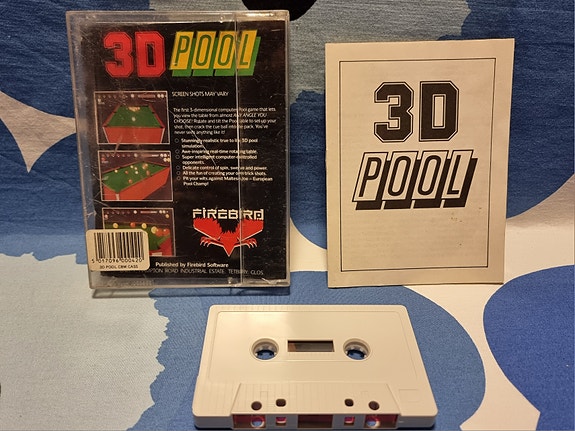 3D POOL
SCREEN SHOTS MAY VARY
The first 3-dimensional computer Pool game that lets
you view the table from almost ANY ANGLE YOU
CHOOSE! Rotate and tilt the Pool table to set up your
shot, then crack the cue ball into the pack. You've
never seen anything like it!
Stunningly realistic true to life 3D pool
simulation.
Awe-inspiring real-time rotating table.
Super intelligent computer-controlled
opponents.
Delicate control of spin, swerve and power.
All the fun of creating your own trick shots.
Pit your wits against Maltese Joe – European
Pool Champ!
FIREBIRD
5 017096 000420
3D POOL CBM CASS
Published by Firebird Software
ROAD INDUSTRIAL ESTATE, TETBURY, GLOS.
3D
POOL